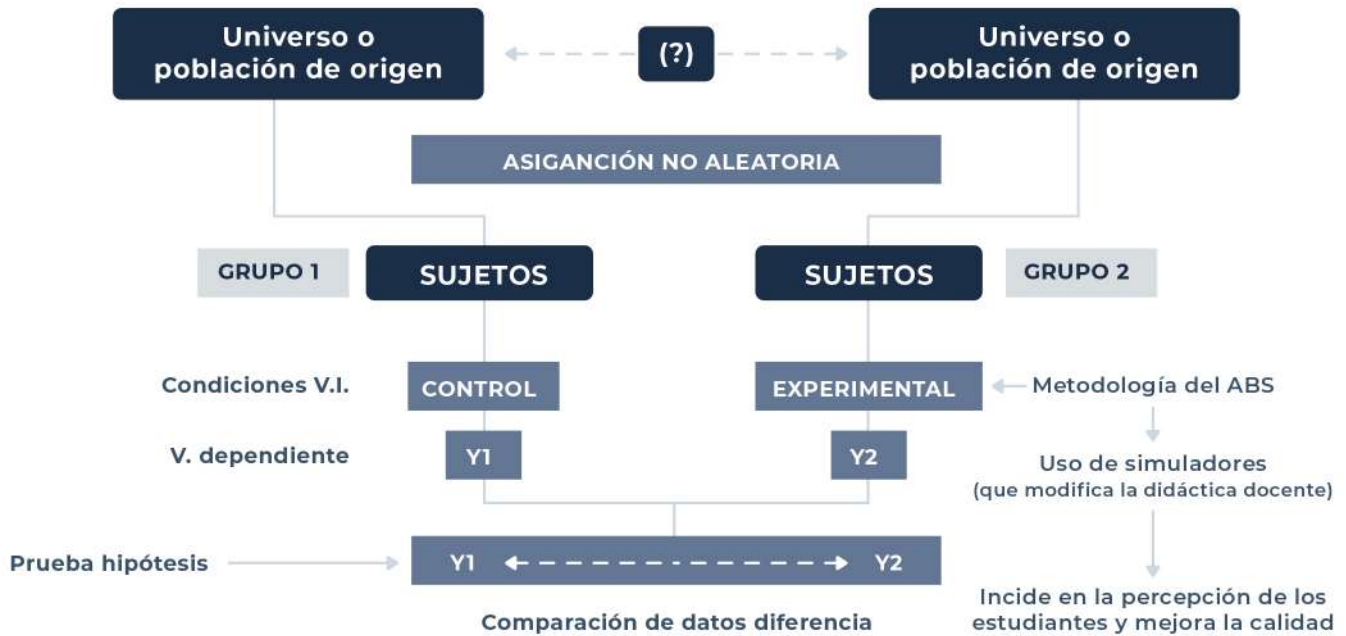 Universo o
población de origen
(?)
Universo o
población de origen
ASIGANCIÓN NO ALEATORIA
GRUPO 1
SUJETOS
SUJETOS
GRUPO 2
Condiciones V.I.
CONTROL
EXPERIMENTAL
Metodología del ABS
V. dependiente
Y1
Y2
Uso de simuladores
(que modifica la didáctica docente)
Prueba hipótesis
Y1
Y2
Comparación de datos diferencia
Incide en la percepción de los
estudiantes y mejora la calidad